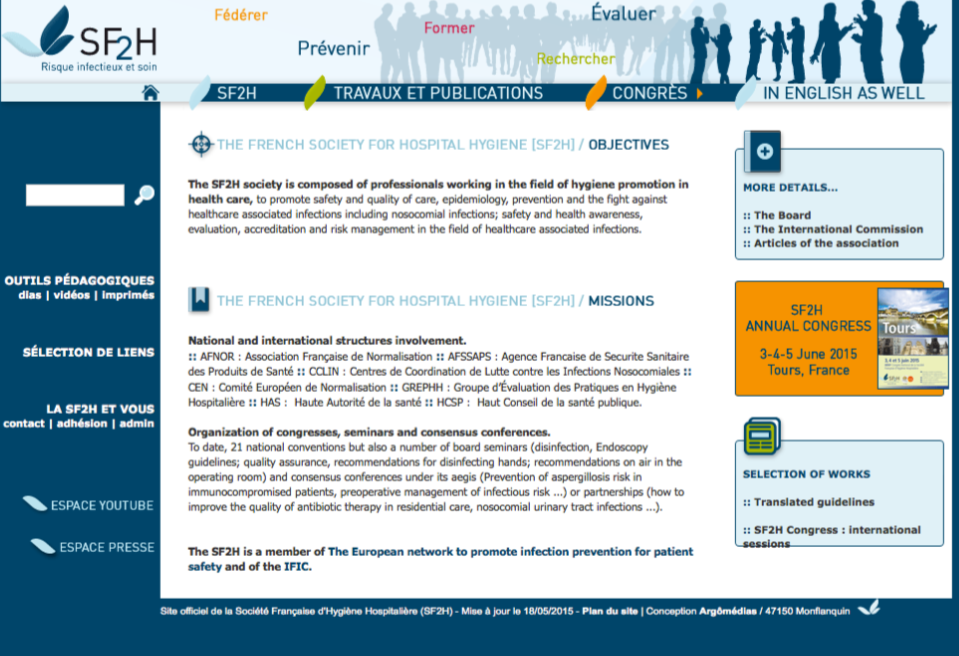 Fédérer
Former
Évaluer
Prévenir
Rechercher
SF2H
Risque infectieux et soin
SF2H
TRAVAUX ET PUBLICATIONS
CONGRÈS
IN ENGLISH AS WELL
OUTILS PÉDAGOGIQUES
dias | vidéos | imprimés
SÉLECTION DE LIENS
LA SF2H ET VOUS
contact | adhésion | admin
ESPACE YOUTUBE
ESPACE PRESSE
THE FRENCH SOCIETY FOR HOSPITAL HYGIENE [SF2H] / OBJECTIVES
The SF2H society is composed of professionals working in the field of hygiene promotion in
health care, to promote safety and quality of care, epidemiology, prevention and the fight against
healthcare associated infections including nosocomial infections; safety and health awareness,
evaluation, accreditation and risk management in the field of healthcare associated infections.
THE FRENCH SOCIETY FOR HOSPITAL HYGIENE [SF2H] / MISSIONS
National and international structures involvement.
:: AFNOR : Association Française de Normalisation :: AFSSAPS : Agence Francaise de Securite Sanitaire
des Produits de Santé :: CCLIN : Centres de Coordination de Lutte contre les Infections Nosocomiales ::
CEN : Comité Européen de Normalisation :: GREPHH : Groupe d'Évaluation des Pratiques en Hygiène
Hospitalière :: HAS : Haute Autorité de la santé :: HCSP : Haut Conseil de la santé publique.
Organization of congresses, seminars and consensus conferences.
To date, 21 national conventions but also a number of board seminars (disinfection, Endoscopy
guidelines; quality assurance, recommendations for disinfecting hands; recommendations on air in the
operating room) and consensus conferences under its aegis (Prevention of aspergillosis risk in
immunocompromised patients, preoperative management of infectious risk ...) or partnerships (how to
improve the quality of antibiotic therapy in residential care, nosocomial urinary tract infections ...).
The SF2H is a member of The European network to promote infection prevention for patient
safety and of the IFIC.
MORE DETAILS...
:: The Board
:: The International Commission
:: Articles of the association
SF2H
ANNUAL CONGRESS
3-4-5 June 2015
Tours, France
Tours
SELECTION OF WORKS
:: Translated guidelines
:: SF2H Congress : international
sessions
Site officiel de la Société Française d'Hygiène Hospitalière (SF2H) - Mise à jour le 18/05/2015 - Plan du site | Conception Argômédias / 47150 Monflanquin